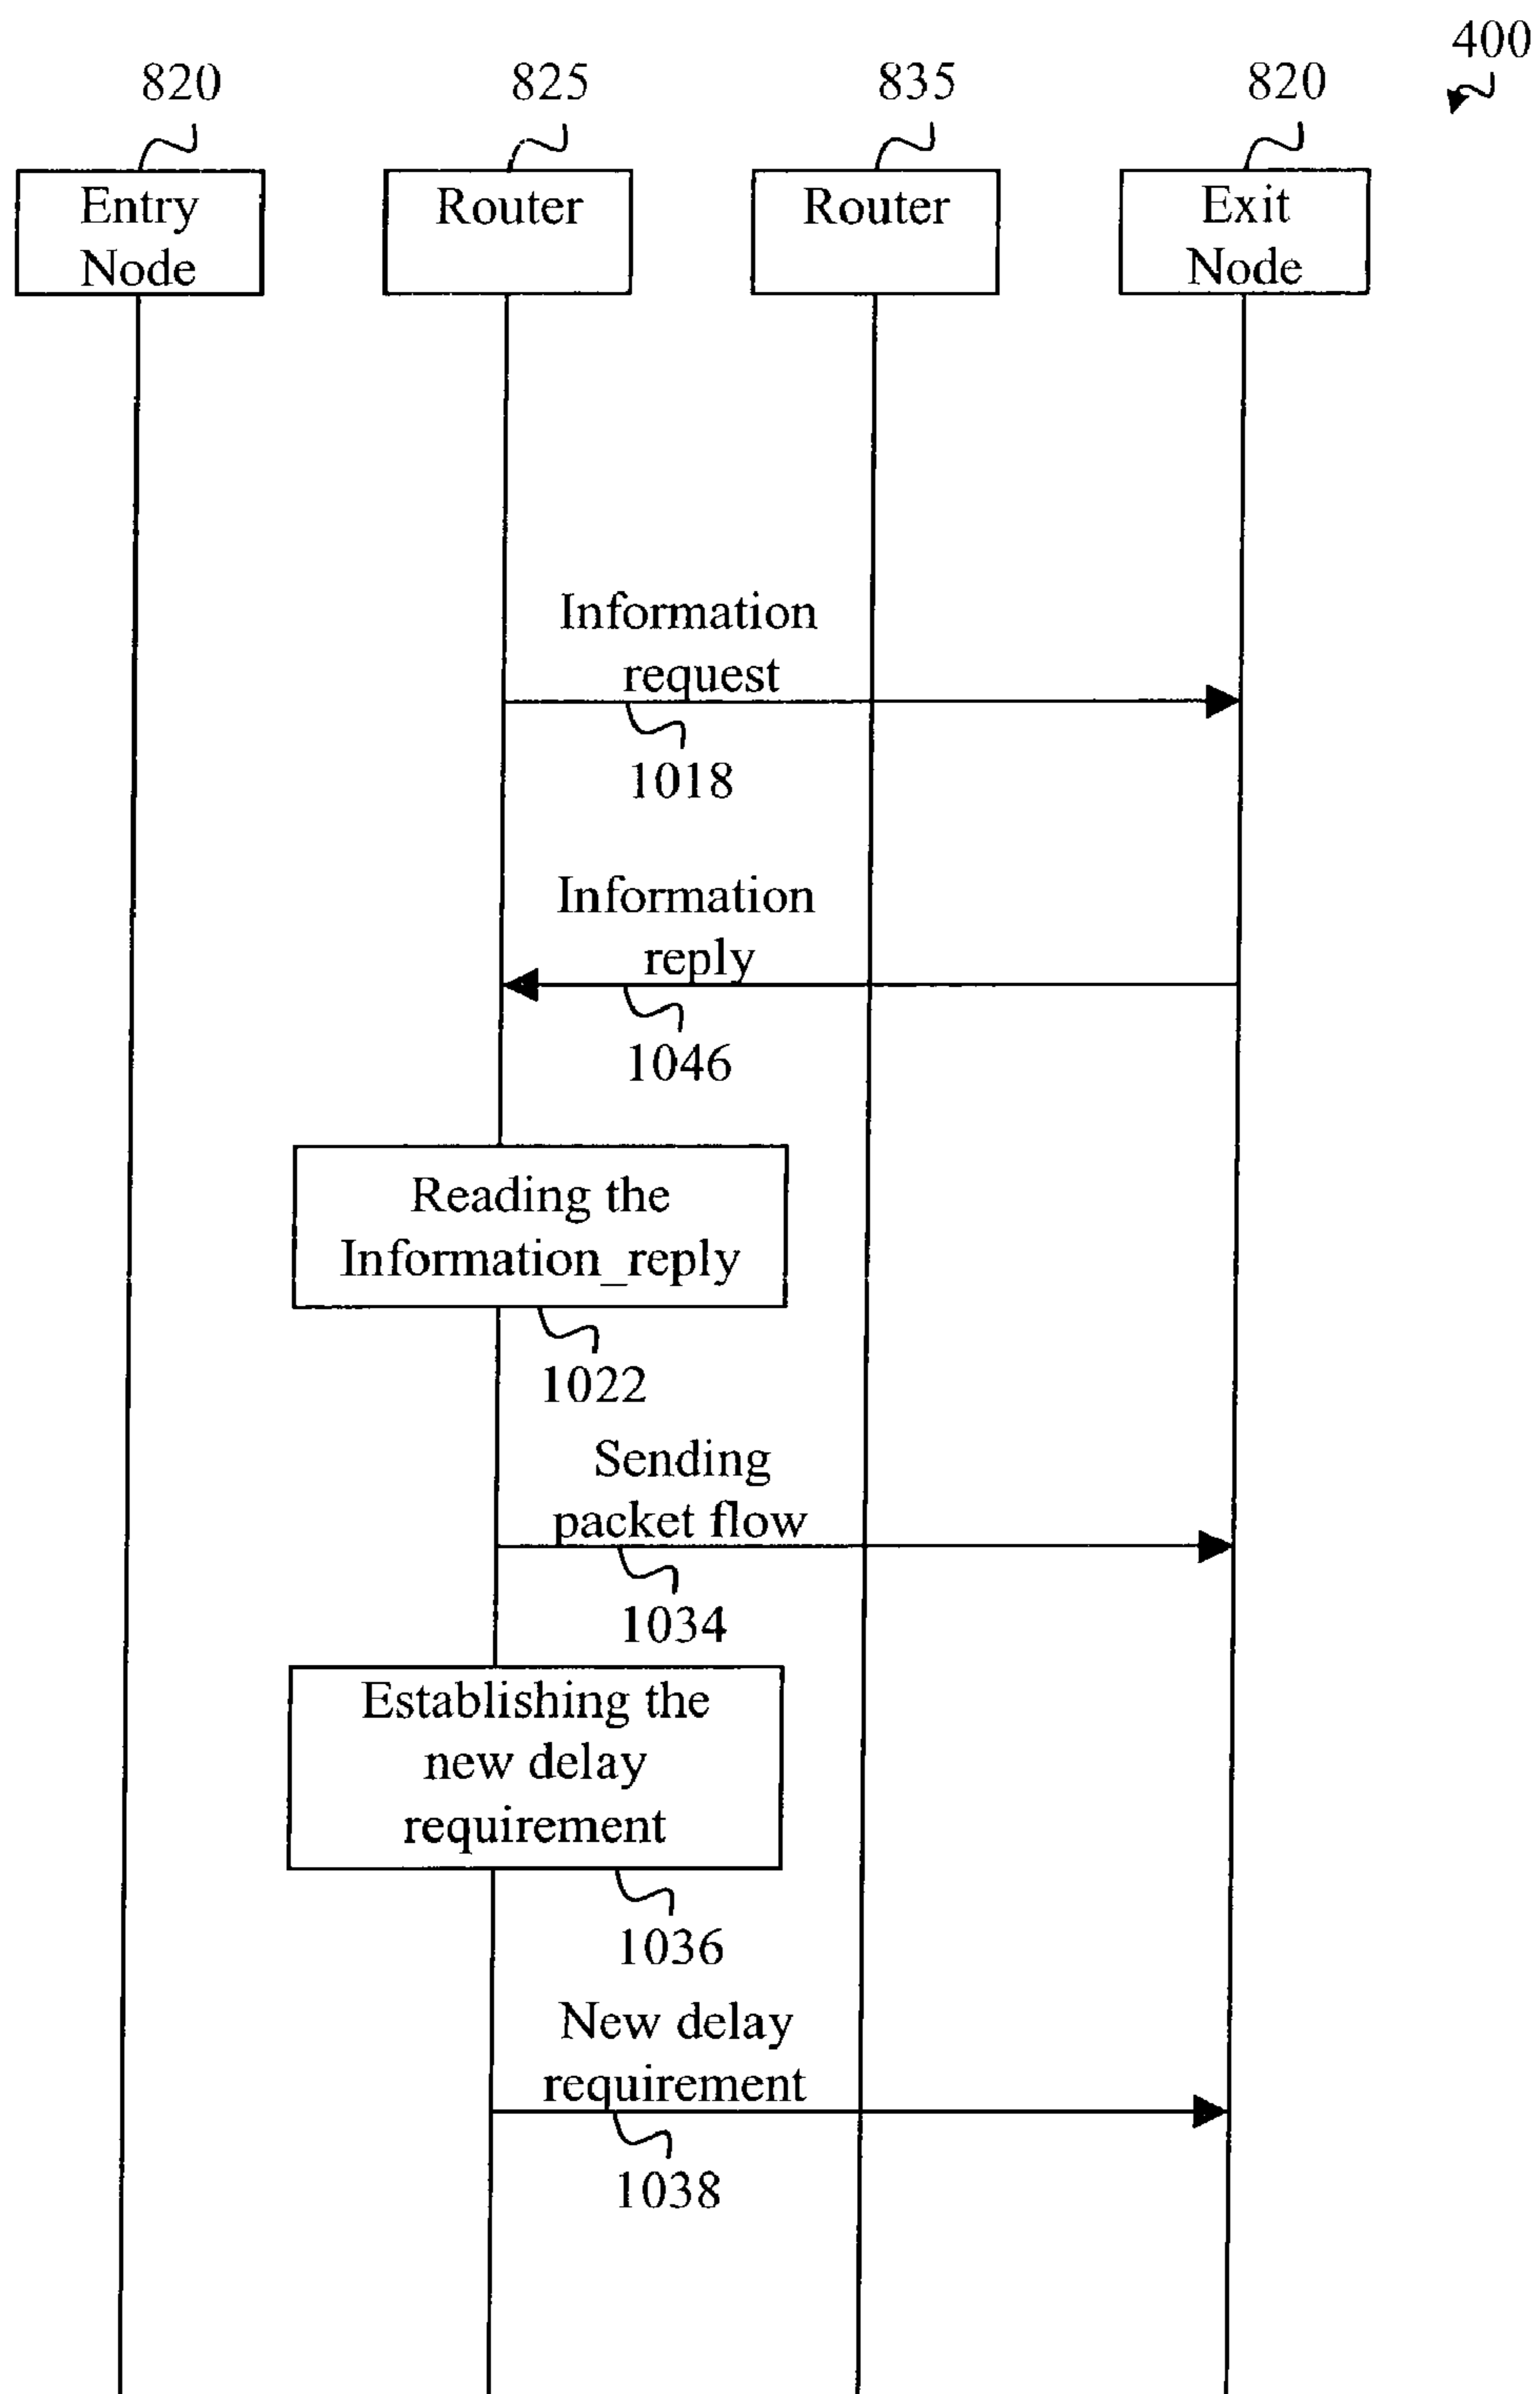 400
820
825
835
820
Entry
Node
Router
Router
Exit
Node
Information
request
1018
Information
reply
1046
Reading the
Information_reply
1022
Sending
packet flow
1034
Establishing the
new delay
requirement
1036
New delay
requirement
1038